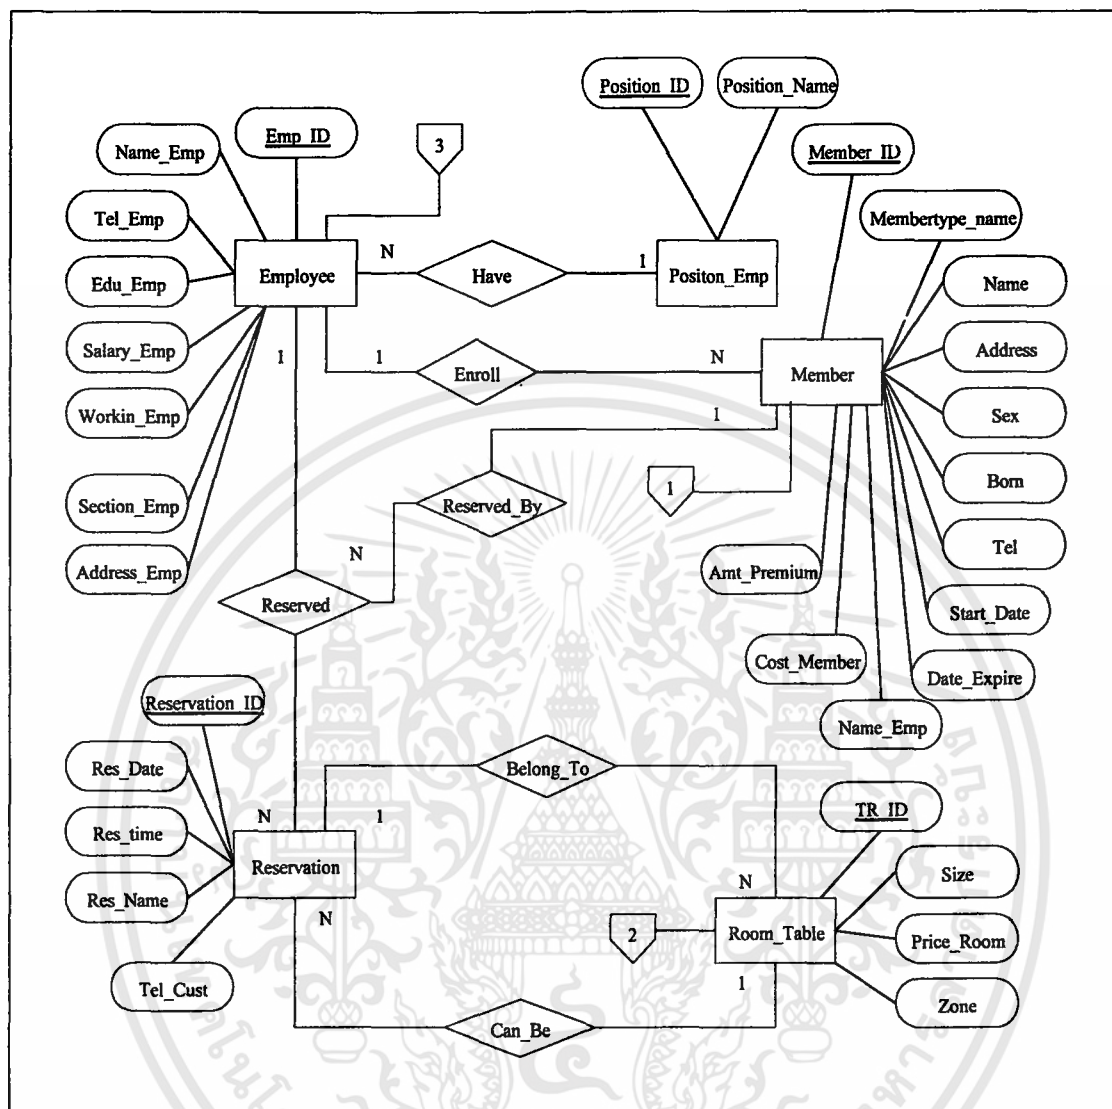 Position_ID
Position_Name
Emp_ID
3
Name_Emp
Member_ID
Tel_Emp
Membertype_name
Edu_Emp
Employee
N
Have
1
Positon_Emp
Name
Salary_Emp
1
1
Enroll
N
Member
Address
Workin_Emp
1
Sex
Section_Emp
Reserved_By
1
Born
Address_Emp
N
Tel
Amt_Premium
Reserved
Start_Date
Cost_Member
Date_Expire
Reservation_ID
Name_Emp
Res_Date
Belong_To
TR_ID
Res_time
N
1
Reservation
Size
Res_Name
N
N
2
Room_Table
Price_Room
Tel_Cust
1
Zone
Can_Be